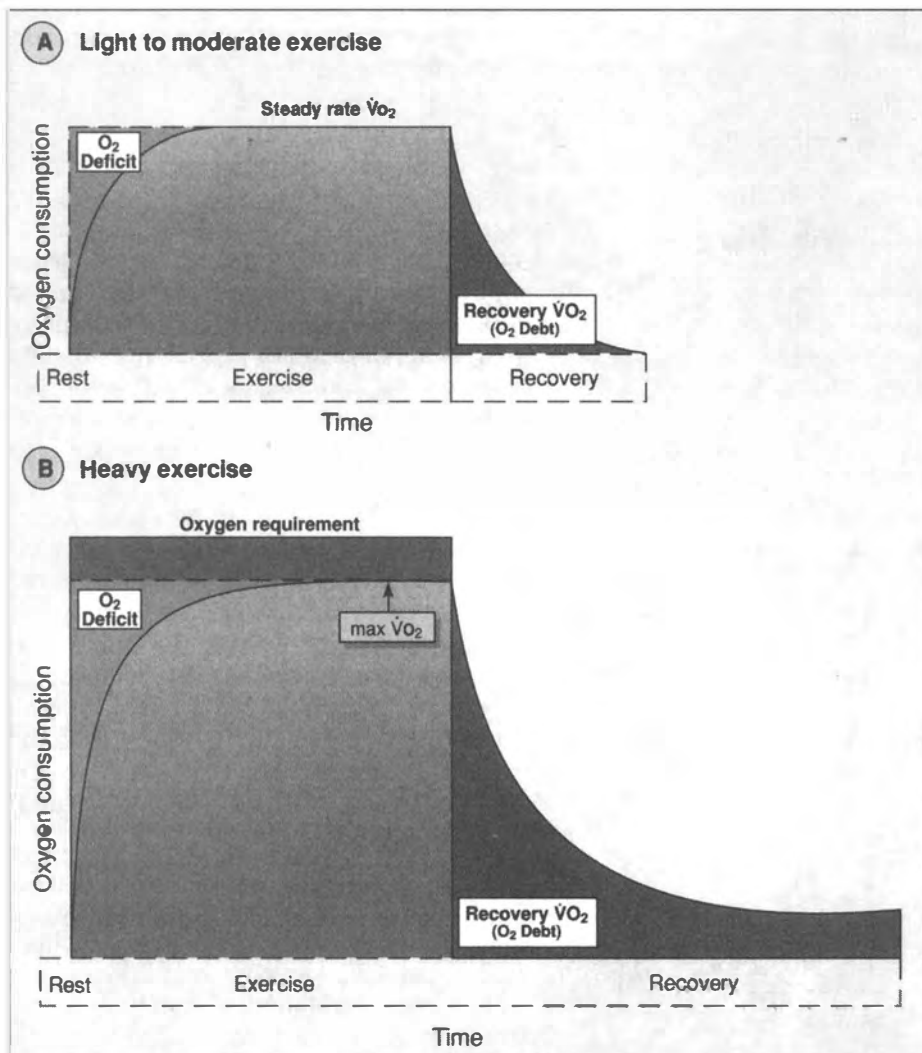 A Light to moderate exercise
Steady rate V̇o₂
O₂
Deficit
Oxygen consumption
Recovery V̇O₂
(O₂ Debt)
Rest Exercise Recovery
Time
B Heavy exercise
Oxygen requirement
O₂
Deficit
max V̇o₂
Oxygen consumption
Recovery V̇O₂
(O₂ Debt)
Rest Exercise Recovery
Time